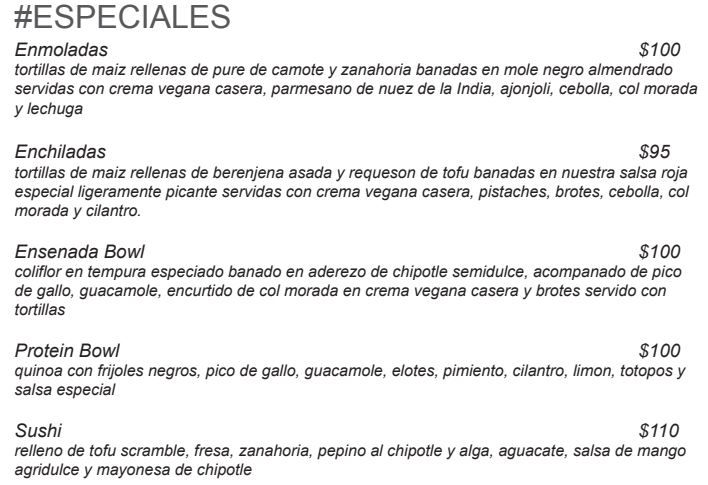 #ESPECIALES
Enmoladas $100
tortillas de maiz rellenas de pure de camote y zanahoria banadas en mole negro almendrado
servidas con crema vegana casera, parmesano de nuez de la India, ajonjoli, cebolla, col morada
y lechuga
Enchiladas $95
tortillas de maiz rellenas de berenjena asada y requeson de tofu banadas en nuestra salsa roja
especial ligeramente picante servidas con crema vegana casera, pistaches, brotes, cebolla, col
morada y cilantro.
Ensenada Bowl $100
coliflor en tempura especiado banado en aderezo de chipotle semidulce, acompanado de pico
de gallo, guacamole, encurtido de col morada en crema vegana casera y brotes servido con
tortillas
Protein Bowl $100
quinoa con frijoles negros, pico de gallo, guacamole, elotes, pimiento, cilantro, limon, totopos y
salsa especial
Sushi $110
relleno de tofu scramble, fresa, zanahoria, pepino al chipotle y alga, aguacate, salsa de mango
agridulce y mayonesa de chipotle